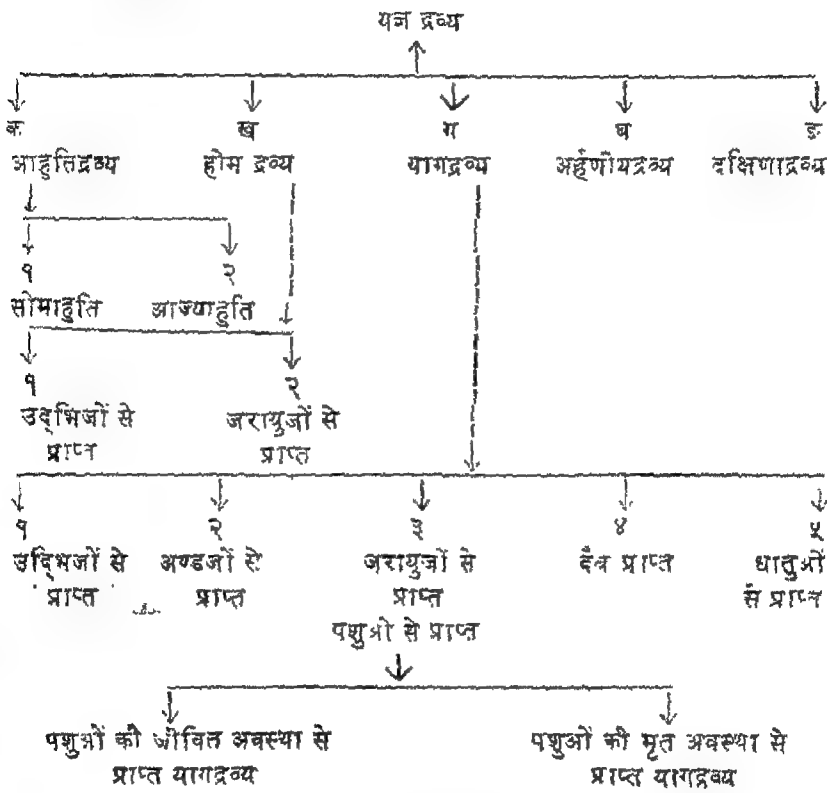 यज्ञ द्रव्य
क ख ग घ ङ
आहुतिद्रव्य होम द्रव्य यागद्रव्य अर्हणीयद्रव्य दक्षिणाद्रव्य
१ २
सोमाहुति आज्याहुति
१ २
उद्‌भिजों से जरायुजों से
प्राप्त प्राप्त
१ २ ३ ४ ५
उद्‌भिजों से अण्डजों से जरायुजों से दैव प्राप्त धातुओं
प्राप्त प्राप्त प्राप्त से प्राप्त
पशुओ से प्राप्त
पशुओं की जीवित अवस्था से पशुओं की मृत अवस्था से
प्राप्त यागद्रव्य प्राप्त यागद्रव्य